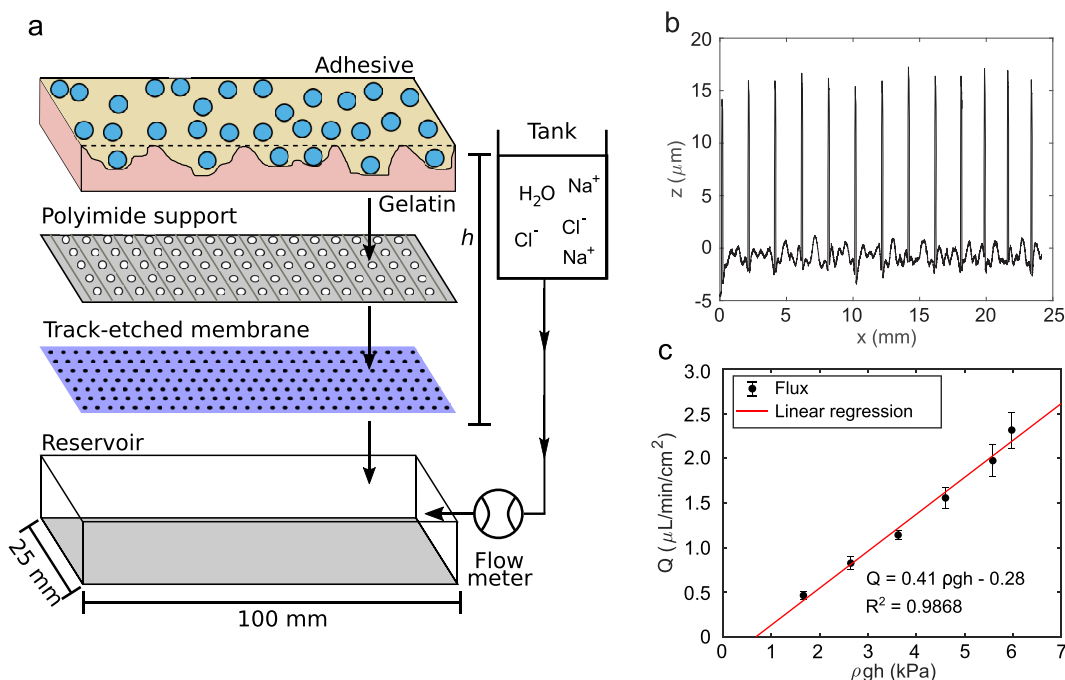 a
Adhesive
Gelatin
Polyimide support
Track-etched membrane
Reservoir
25 mm
100 mm
h
Tank
H₂O
Na⁺
Cl⁻
Cl⁻
Na⁺
Flow
meter
b
20
15
10
5
0
-5
z (μm)
0
5
10
15
20
25
x (mm)
c
3.0
2.5
2.0
1.5
1.0
0.5
0
Q (μL/min/cm²)
Flux
Linear regression
Q = 0.41 ρgh - 0.28
R² = 0.9868
0
1
2
3
4
5
6
7
ρgh (kPa)